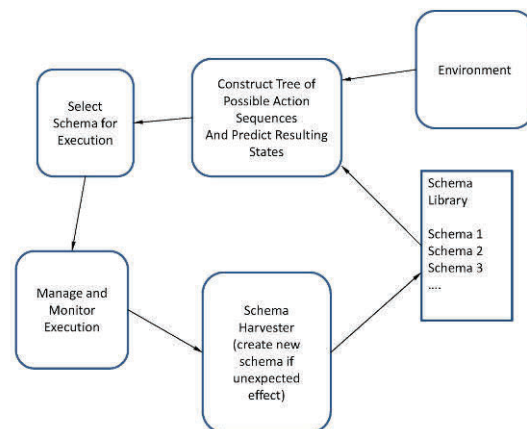 Environment
Construct Tree of
Possible Action
Sequences
And Predict Resulting
States
Select
Schema for
Execution
Schema
Library
Schema 1
Schema 2
Schema 3
....
Manage and
Monitor
Execution
Schema
Harvester
(create new
schema if
unexpected
effect)